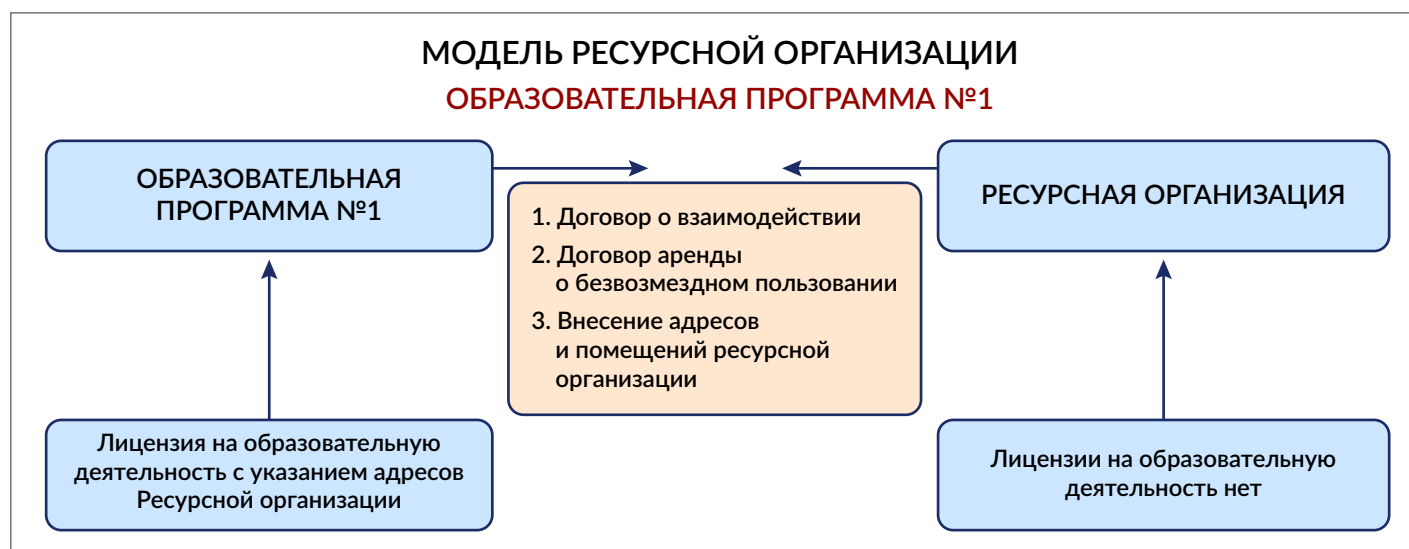 МОДЕЛЬ РЕСУРСНОЙ ОРГАНИЗАЦИИ
ОБРАЗОВАТЕЛЬНАЯ ПРОГРАММА №1
ОБРАЗОВАТЕЛЬНАЯ
ПРОГРАММА №1
1. Договор о взаимодействии
2. Договор аренды
о безвозмездном пользовании
3. Внесение адресов
и помещений ресурсной
организации
РЕСУРСНАЯ ОРГАНИЗАЦИЯ
Лицензия на образовательную
деятельность с указанием адресов
Ресурсной организации
Лицензии на образовательную
деятельность нет